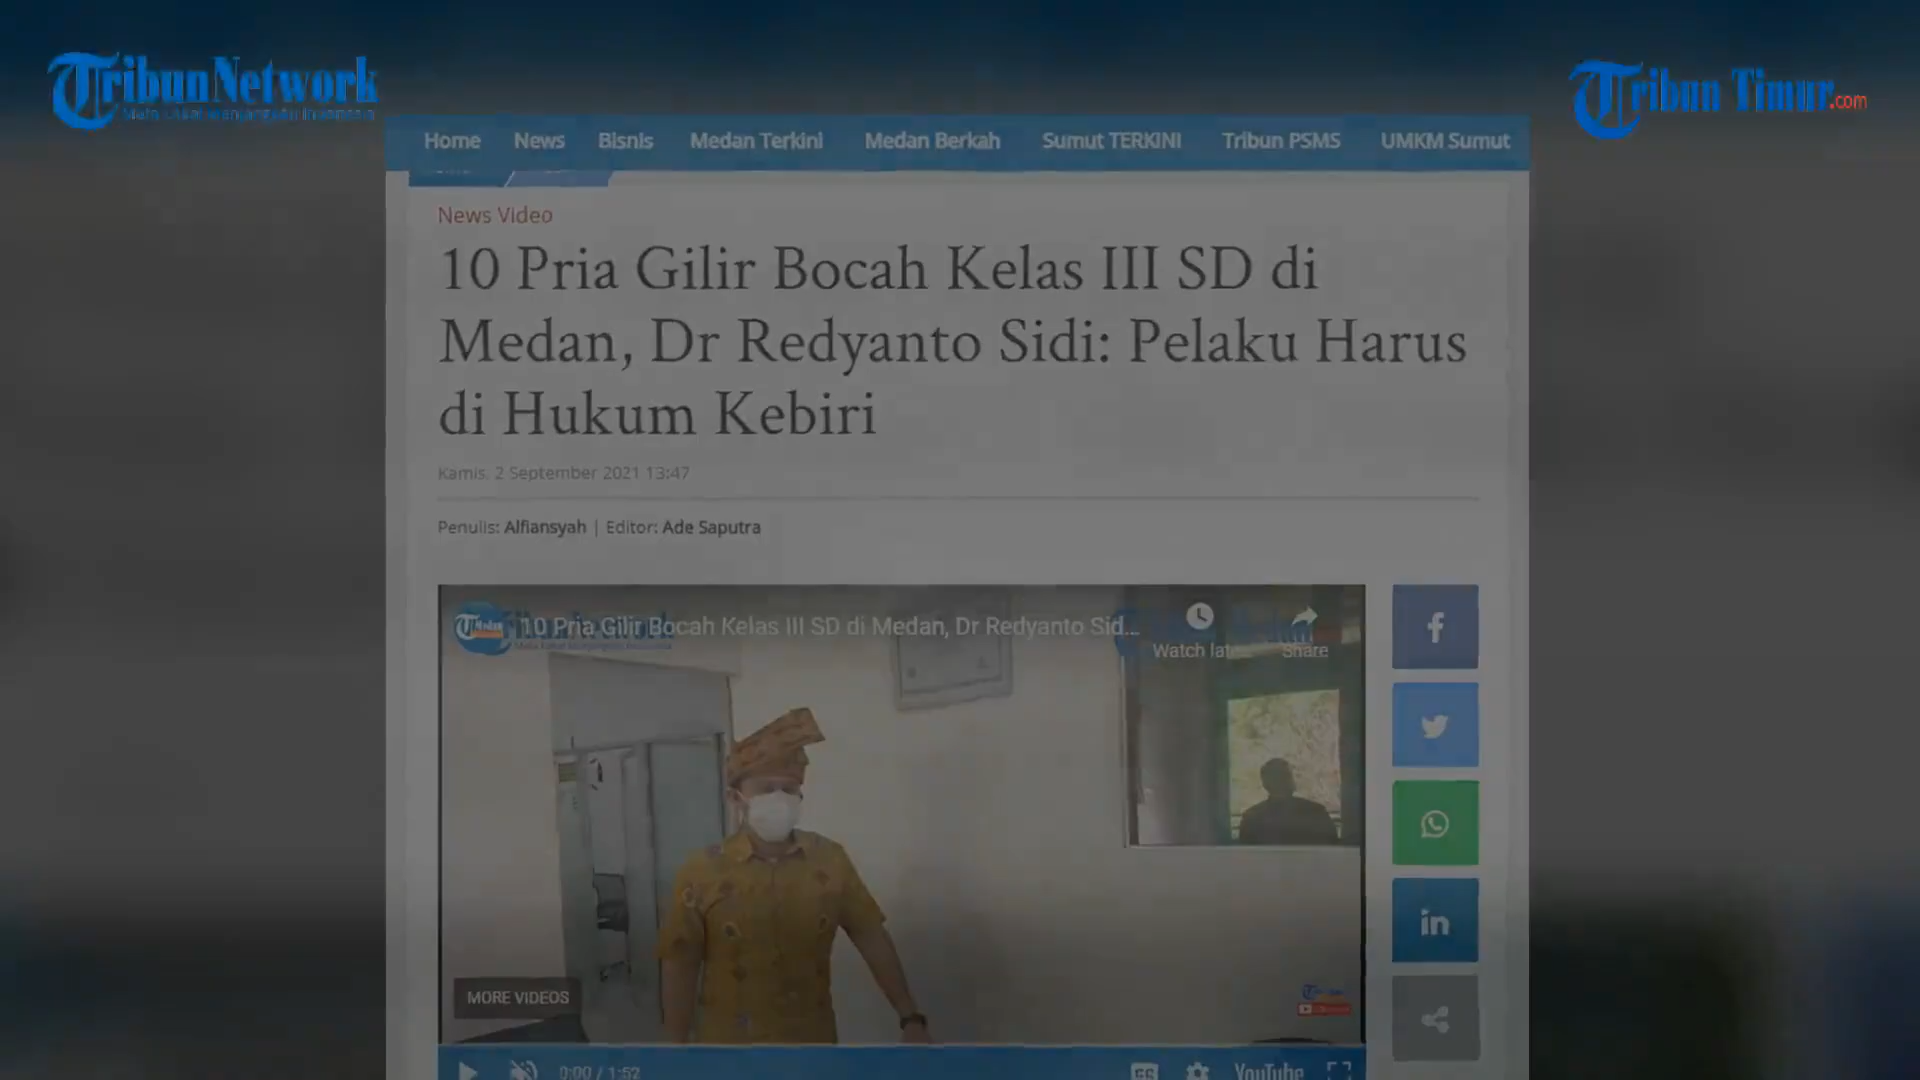 Tribun Network
Tribun Timur.com
Home News Bisnis Medan Terkini Medan Berkah Sumut TERKINI Tribun PSMS UMKM Sumut
News Video
10 Pria Gilir Bocah Kelas III SD di
Medan, Dr Redyanto Sidi: Pelaku Harus
di Hukum Kebiri
Kamis, 2 September 2021 13:47
Penulis: Alfiansyah | Editor: Ade Saputra
10 Pria Gilir Bocah Kelas III SD di Medan, Dr Redyanto Sid...
Watch later Share
MORE VIDEOS
0:00 / 1:52
YouTube